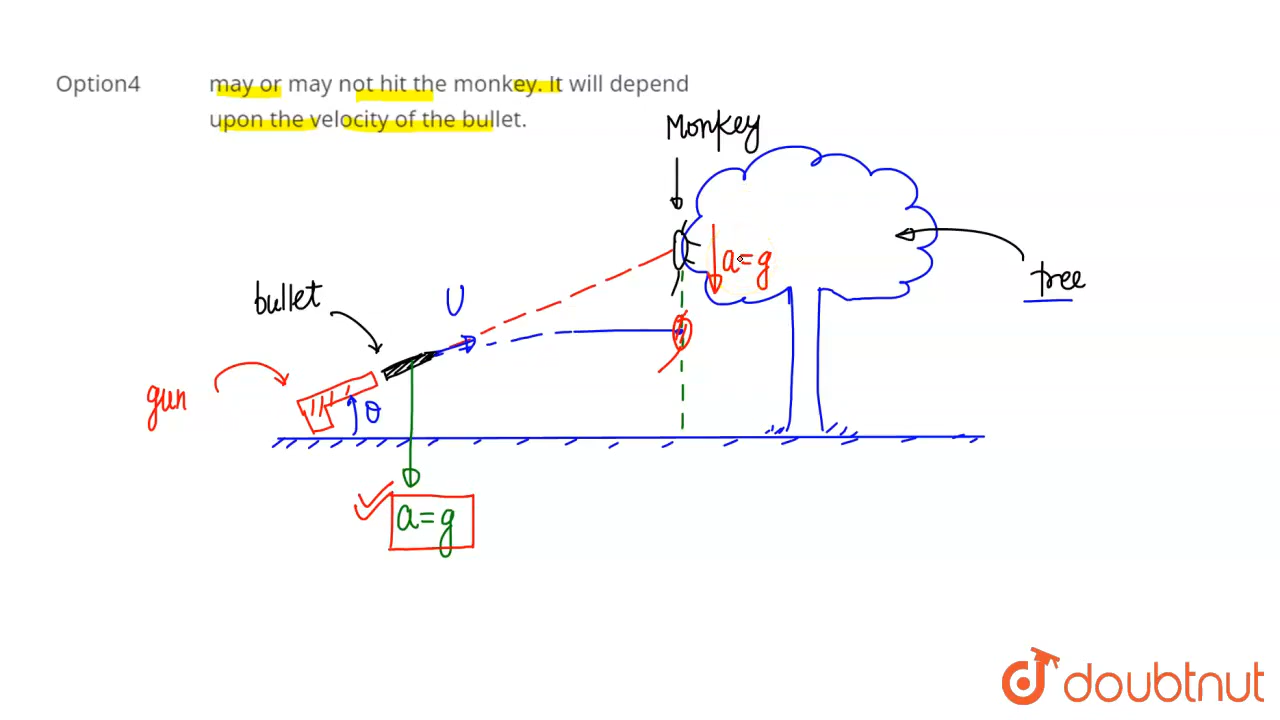 Option4 may or may not hit the monkey. It will depend
upon the velocity of the bullet.
Monkey
a=g
tree
bullet
U
gun
θ
a=g
doubtnut